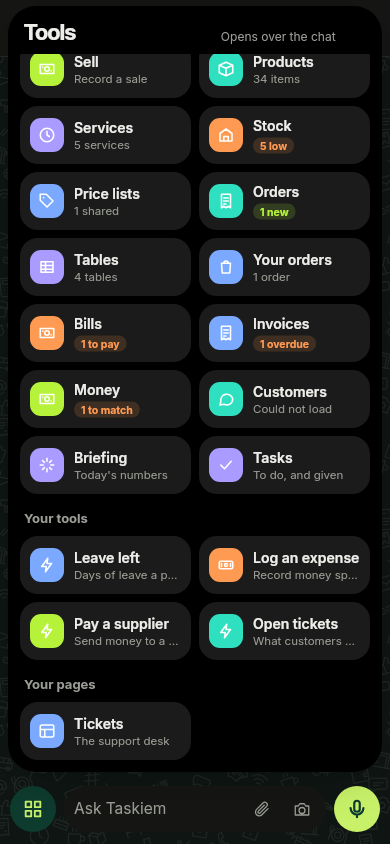 Tools
Opens over the chat
Sell
Record a sale
Products
34 items
Services
5 services
Stock
5 low
Price lists
1 shared
Orders
1 new
Tables
4 tables
Your orders
1 order
Bills
1 to pay
Invoices
1 overdue
Money
1 to match
Customers
Could not load
Briefing
Today's numbers
Tasks
To do, and given
Your tools
Leave left
Days of leave a p...
Log an expense
Record money sp...
Pay a supplier
Send money to a ...
Open tickets
What customers ...
Your pages
Tickets
The support desk
Ask Taskiem